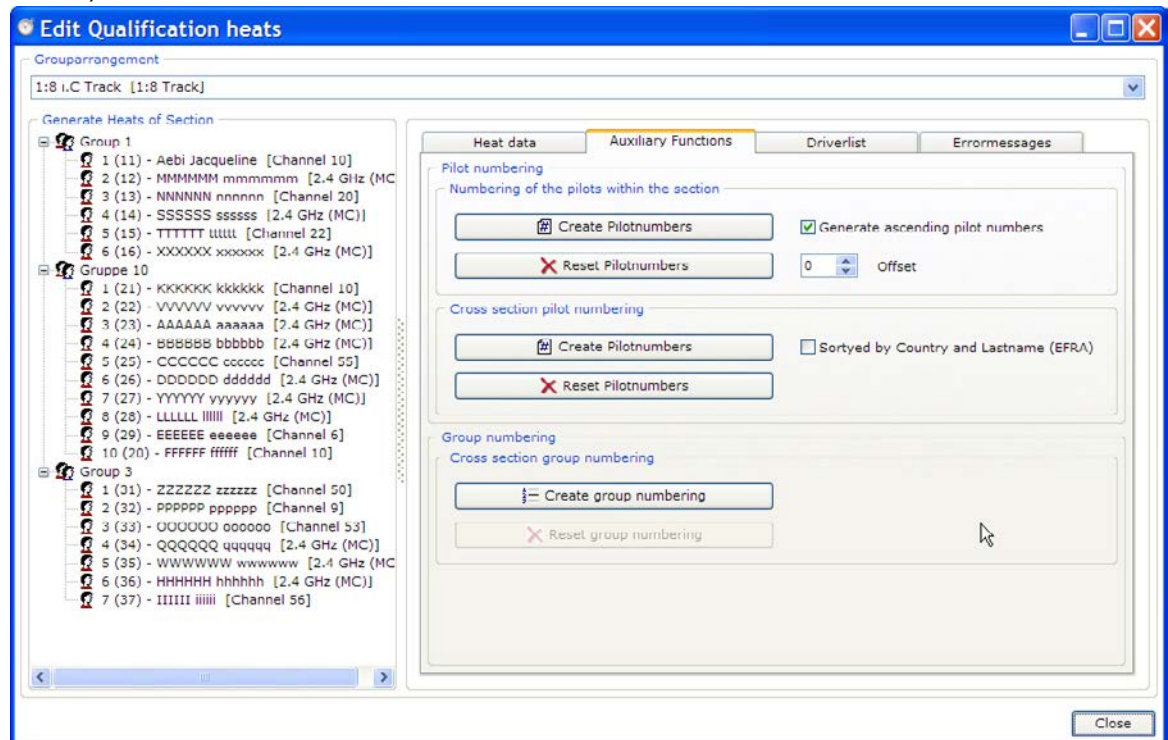 Edit Qualification heats
Grouparrangement
1:8 I.C Track [1:8 Track]
Generate Heats of Section
Group 1
1 (11) - Aebi Jacqueline [Channel 10]
2 (12) - MMMMMM mmmmmm [2.4 GHz (MC
3 (13) - NNNNNN nnnnnn [Channel 20]
4 (14) - SSSSSS ssssss [2.4 GHz (MC)]
5 (15) - TTTTTT tttttt [Channel 22]
6 (16) - XXXXXX xxxxxx [2.4 GHz (MC)]
Gruppe 10
1 (21) - KKKKKK kkkkkk [Channel 10]
2 (22) - VVVVVV vvvvvv [2.4 GHz (MC)]
3 (23) - AAAAAA aaaaaa [2.4 GHz (MC)]
4 (24) - BBBBBB bbbbbb [2.4 GHz (MC)]
5 (25) - CCCCCC cccccc [Channel 55]
6 (26) - DDDDDD dddddd [2.4 GHz (MC)]
7 (27) - YYYYYY yyyyyy [2.4 GHz (MC)]
8 (28) - LLLLLL llllll [2.4 GHz (MC)]
9 (29) - EEEEEE eeeeee [Channel 6]
10 (20) - FFFFFF ffffff [Channel 10]
Group 3
1 (31) - ZZZZZZ zzzzzz [Channel 50]
2 (32) - PPPPPP pppppp [Channel 9]
3 (33) - OOOOOO oooooo [Channel 53]
4 (34) - QQQQQQ qqqqqq [2.4 GHz (MC)]
5 (35) - WWWWWW wwwwww [2.4 GHz (MC
6 (36) - HHHHHH hhhhhh [2.4 GHz (MC)]
7 (37) - IIIIII iiiiii [Channel 56]
Heat data
Auxiliary Functions
Driverlist
Errormessages
Pilot numbering
Numbering of the pilots within the section
Create Pilotnumbers
Generate ascending pilot numbers
Reset Pilotnumbers
0 Offset
Cross section pilot numbering
Create Pilotnumbers
Sortyed by Country and Lastname (EFRA)
Reset Pilotnumbers
Group numbering
Cross section group numbering
Create group numbering
Reset group numbering
Close